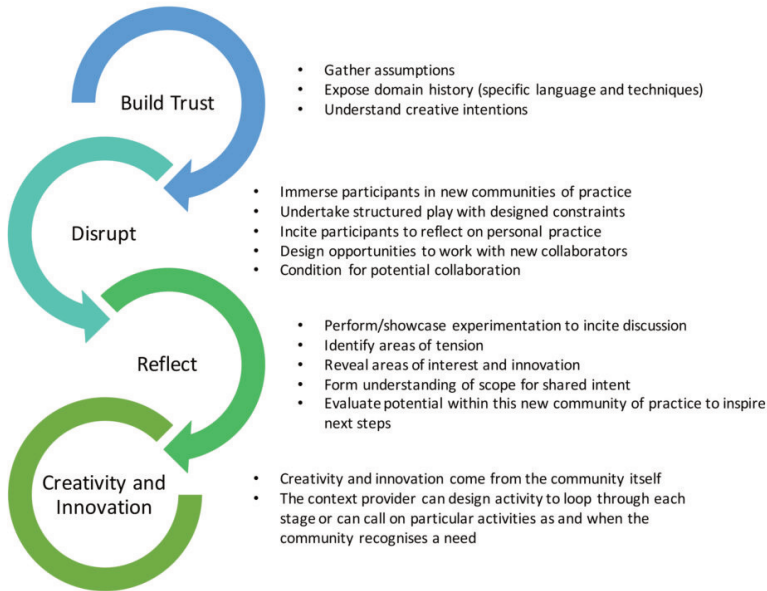 Build Trust
• Gather assumptions
• Expose domain history (specific language and techniques)
• Understand creative intentions
Disrupt
• Immerse participants in new communities of practice
• Undertake structured play with designed constraints
• Incite participants to reflect on personal practice
• Design opportunities to work with new collaborators
• Condition for potential collaboration
Reflect
• Perform/showcase experimentation to incite discussion
• Identify areas of tension
• Reveal areas of interest and innovation
• Form understanding of scope for shared intent
• Evaluate potential within this new community of practice to inspire
next steps
Creativity and
Innovation
• Creativity and innovation come from the community itself
• The context provider can design activity to loop through each
stage or can call on particular activities as and when the
community recognises a need